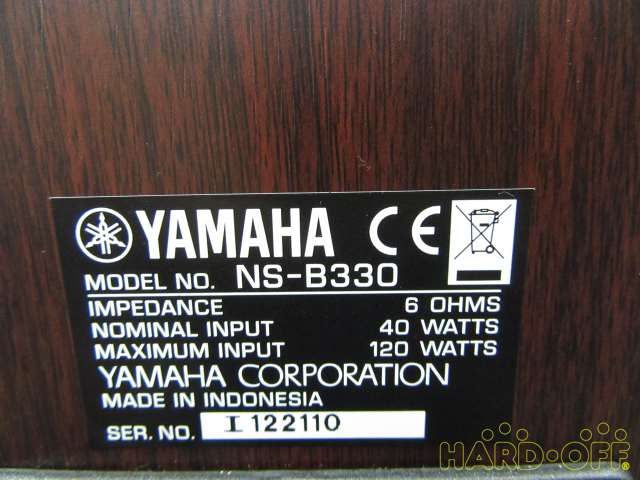 YAMAHA CE
MODEL NO. NS-B330
IMPEDANCE 6 OHMS
NOMINAL INPUT 40 WATTS
MAXIMUM INPUT 120 WATTS
YAMAHA CORPORATION
MADE IN INDONESIA
SER. NO. I 122110
HARD-OFF